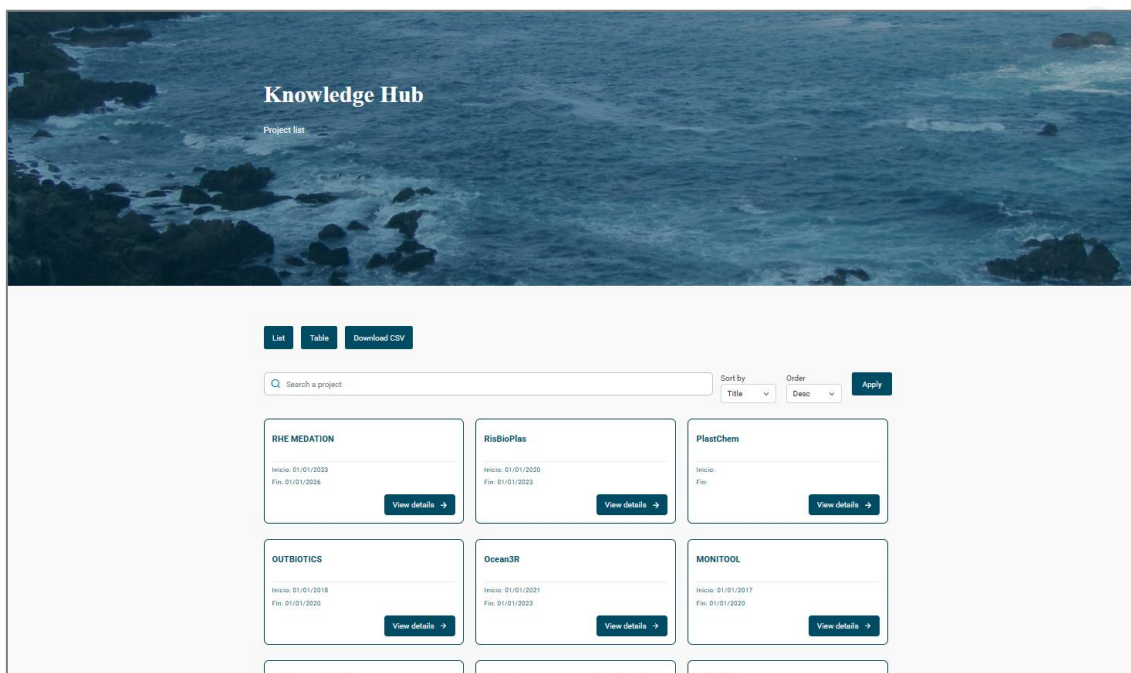 Knowledge Hub
Project list
List Table Download CSV
Search a project
Sort by Order
Title Desc Apply
RHE MEDATION RisBioPlas PlastChem
Inicio: 01/01/2023 Inicio: 01/01/2020 Inicio:
Fin: 01/01/2026 Fin: 01/01/2023 Fin:
View details → View details → View details →
OUTBIOTICS Ocean3R MONITOOL
Inicio: 01/01/2018 Inicio: 01/01/2021 Inicio: 01/01/2017
Fin: 01/01/2020 Fin: 01/01/2023 Fin: 01/01/2020
View details → View details → View details →